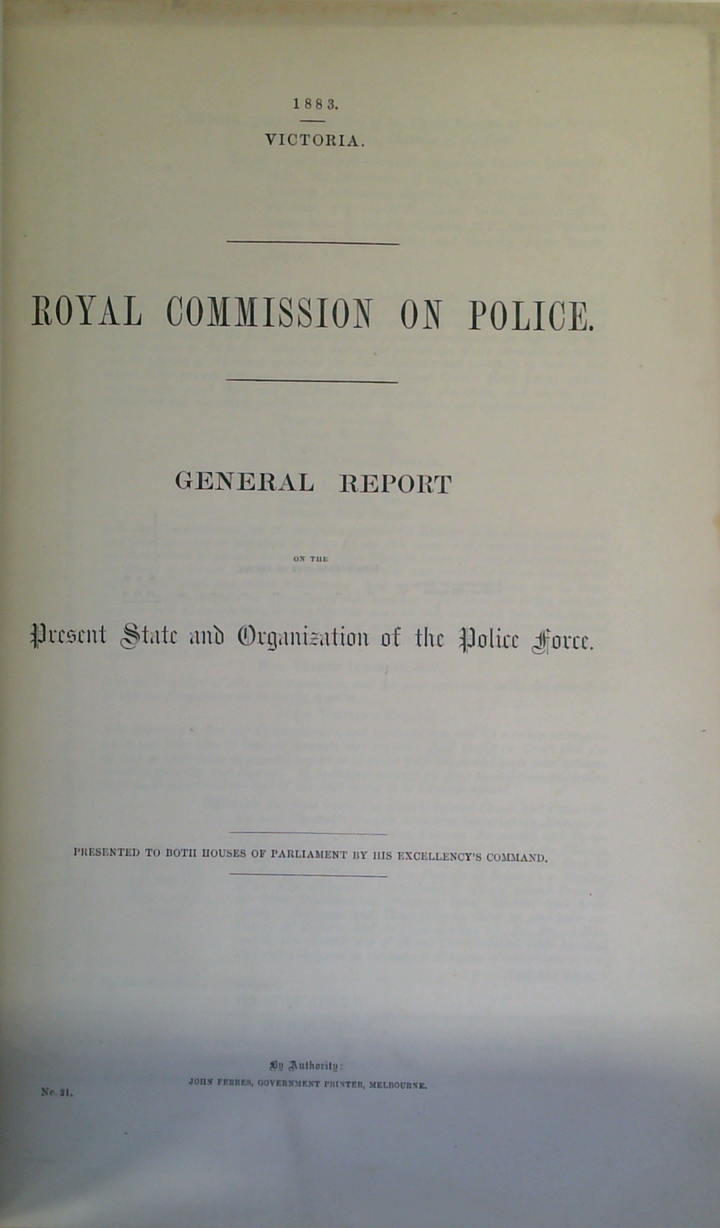 1883.
VICTORIA.
ROYAL COMMISSION ON POLICE.
GENERAL REPORT
ON THE
Present State and Organization of the Police Force.
PRESENTED TO BOTH HOUSES OF PARLIAMENT BY HIS EXCELLENCY'S COMMAND.
By Authority:
JOHN FERRES, GOVERNMENT PRINTER, MELBOURNE.
No. 21.